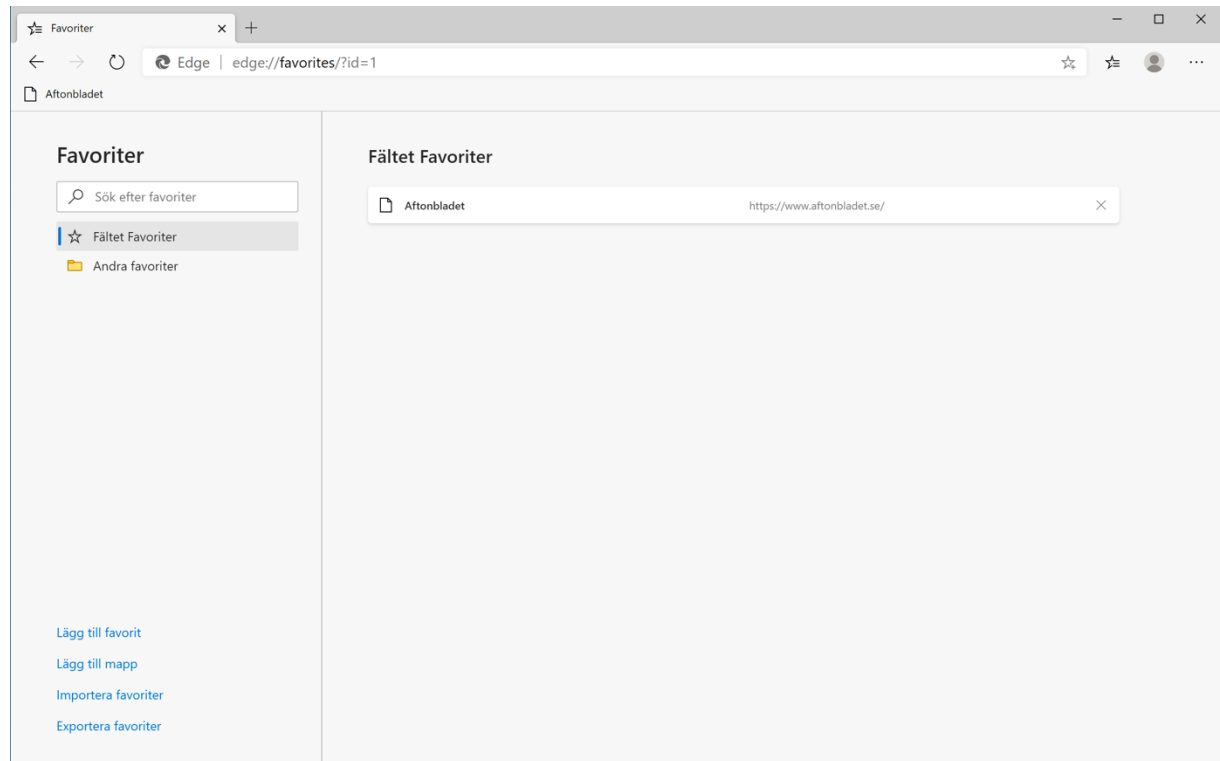 Favoriter
Edge | edge://favorites/?id=1
Aftonbladet
Favoriter
Sök efter favoriter
Fältet Favoriter
Andra favoriter
Lägg till favorit
Lägg till mapp
Importera favoriter
Exportera favoriter
Fältet Favoriter
Aftonbladet https://www.aftonbladet.se/